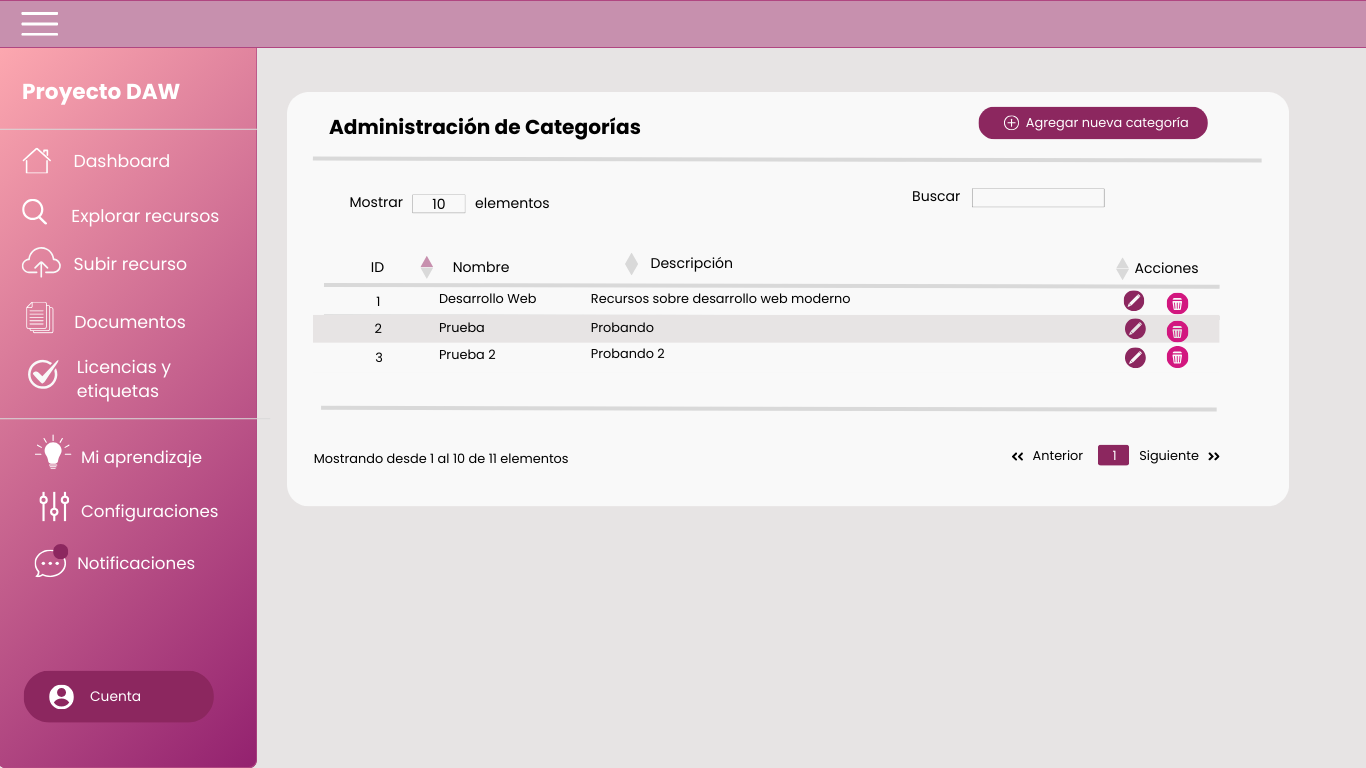 Proyecto DAW
Dashboard
Explorar recursos
Subir recurso
Documentos
Licencias y
etiquetas
Mi aprendizaje
Configuraciones
Notificaciones
Cuenta
Administración de Categorías
Agregar nueva categoría
Mostrar 10 elementos
Buscar
ID Nombre Descripción Acciones
1 Desarrollo Web Recursos sobre desarrollo web moderno
2 Prueba Probando
3 Prueba 2 Probando 2
Mostrando desde 1 al 10 de 11 elementos
Anterior 1 Siguiente